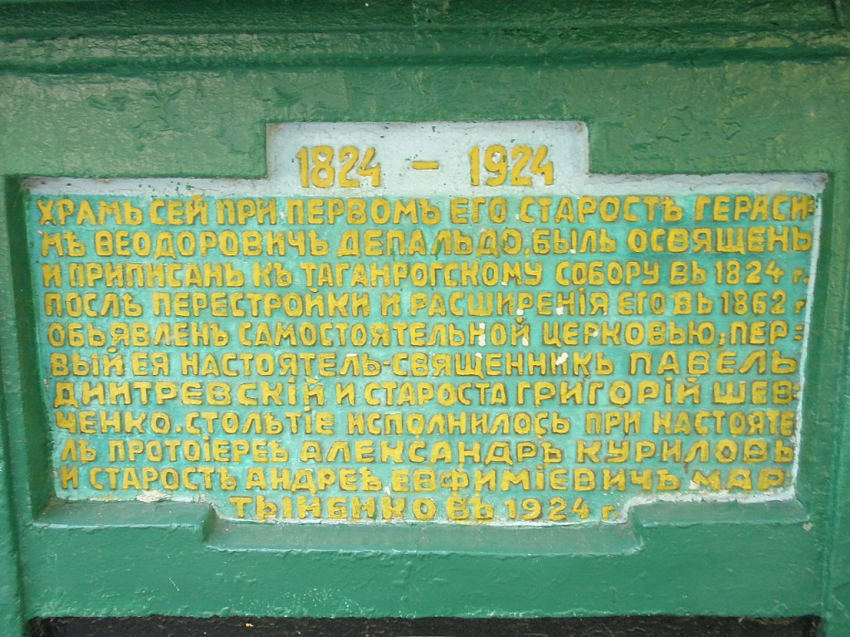 1824 – 1924
ХРАМЪ СЕЙ ПРИ ПЕРВОМЪ ЕГО СТАРОСТѢ ГЕРАСИ-
МѢ ѲЕОДОРОВИЧѢ ДЕПАЛЬДО, БЫЛЬ ОСВЯЩЕНЪ
И ПРИПИСАНЪ КЪ ТАГАНРОГСКОМУ СОБОРУ ВЪ 1824 г.
ПОСЛѢ ПЕРЕСТРОЙКИ И РАСШИРЕНІЯ ЕГО ВЪ 1862 г
ОБЬЯВЛЕНЪ САМОСТОЯТЕЛЬНОЙ ЦЕРКОВЬЮ, ПЕР-
ВЫЙ ЕЯ НАСТОЯТЕЛЬ-СВЯЩЕННИКЪ ПАВЕЛЪ
ДМИТРЕВСКІЙ И СТАРОСТА ГРИГОРІЙ ШЕВ-
ЧЕНКО. СТОЛѢТІЕ ИСПОЛНИЛОСЬ ПРИ НАСТОЯТЕ
ЛѢ ПРОТОІЕРЕѢ АЛЕКСАНДРѢ КУРИЛОВѢ
И СТАРОСТѢ АНДРЕѢ ЕВФИМІЕВИЧѢ МАР-
ТЫНЕНКО ВЪ 1924 г.